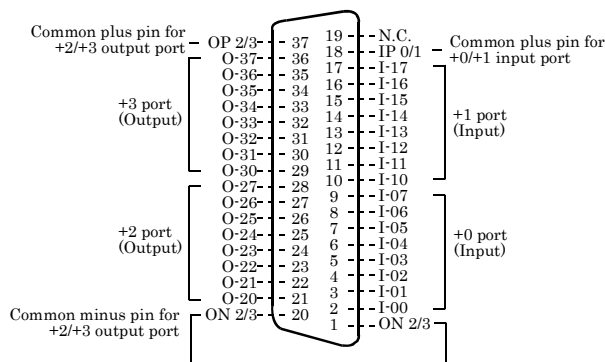 Common plus pin for
+2/+3 output port
OP 2/3 37
O-37 36
O-36 35
O-35 34
O-34 33
O-33 32
O-32 31
O-31 30
O-30 29
O-27 28
O-26 27
O-25 26
O-24 25
O-23 24
O-22 23
O-21 22
O-20 21
ON 2/3 20
+3 port
(Output)
+2 port
(Output)
Common minus pin for
+2/+3 output port
19 N.C.
18 IP 0/1
17 I-17
16 I-16
15 I-15
14 I-14
13 I-13
12 I-12
11 I-11
10 I-10
9 I-07
8 I-06
7 I-05
6 I-04
5 I-03
4 I-02
3 I-01
2 I-00
1 ON 2/3
Common plus pin for
+0/+1 input port
+1 port
(Input)
+0 port
(Input)